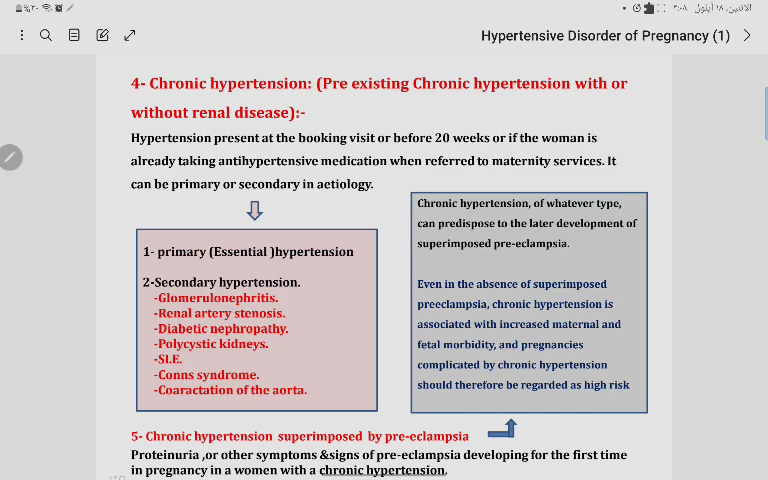 %٢٠
الاثنين، ١٨ أيلول ٢:٠٨
Hypertensive Disorder of Pregnancy (1)
4- Chronic hypertension: (Pre existing Chronic hypertension with or
without renal disease):-
Hypertension present at the booking visit or before 20 weeks or if the woman is
already taking antihypertensive medication when referred to maternity services. It
can be primary or secondary in aetiology.
1- primary (Essential )hypertension
2-Secondary hypertension.
-Glomerulonephritis.
-Renal artery stenosis.
-Diabetic nephropathy.
-Polycystic kidneys.
-SLE.
-Conns syndrome.
-Coaractation of the aorta.
Chronic hypertension, of whatever type,
can predispose to the later development of
superimposed pre-eclampsia.
Even in the absence of superimposed
preeclampsia, chronic hypertension is
associated with increased maternal and
fetal morbidity, and pregnancies
complicated by chronic hypertension
should therefore be regarded as high risk
5- Chronic hypertension superimposed by pre-eclampsia
Proteinuria ,or other symptoms &signs of pre-eclampsia developing for the first time
in pregnancy in a women with a chronic hypertension.